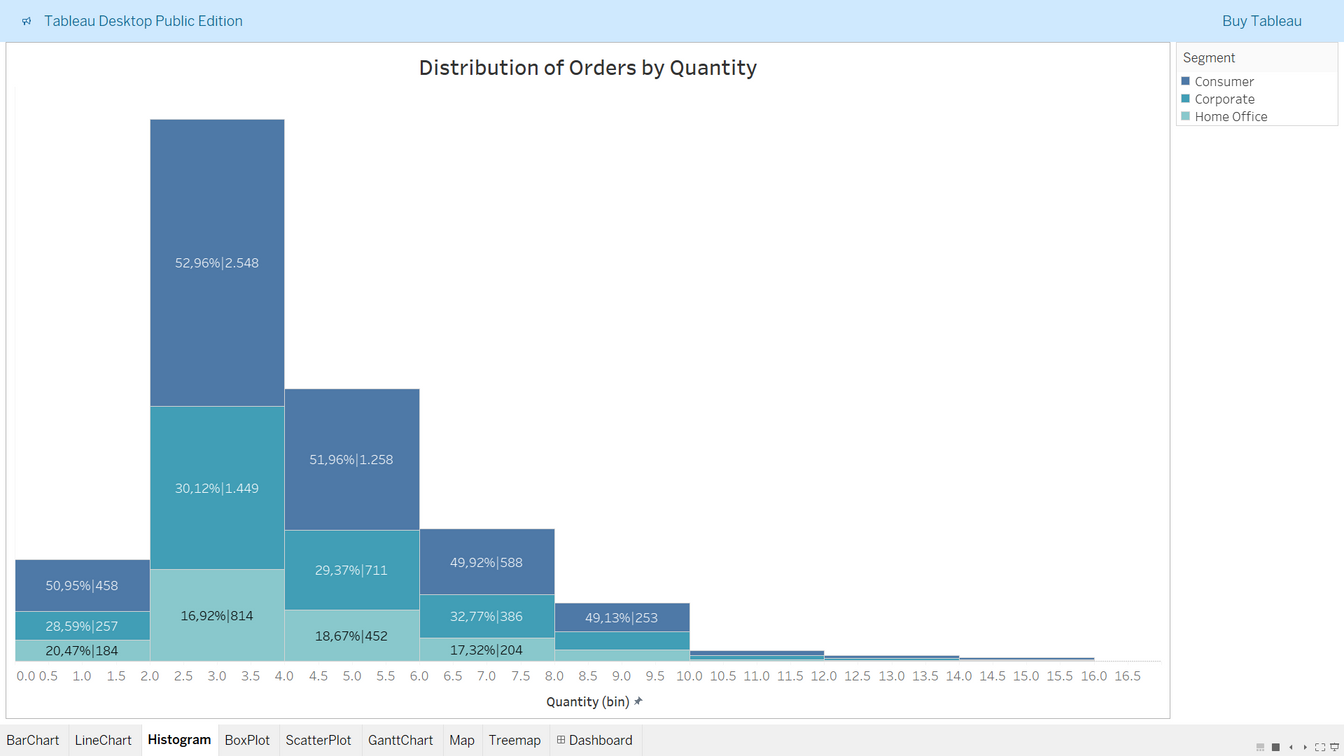 Tableau Desktop Public Edition
Buy Tableau
Distribution of Orders by Quantity
Segment
Consumer
Corporate
Home Office
52,96%|2.548
30,12%|1.449
16,92%|814
51,96%|1.258
29,37%|711
18,67%|452
50,95%|458
28,59%|257
20,47%|184
49,92%|588
32,77%|386
17,32%|204
49,13%|253
0.0 0.5 1.0 1.5 2.0 2.5 3.0 3.5 4.0 4.5 5.0 5.5 6.0 6.5 7.0 7.5 8.0 8.5 9.0 9.5 10.0 10.5 11.0 11.5 12.0 12.5 13.0 13.5 14.0 14.5 15.0 15.5 16.0 16.5
Quantity (bin)
BarChart LineChart Histogram BoxPlot ScatterPlot GanttChart Map Treemap Dashboard